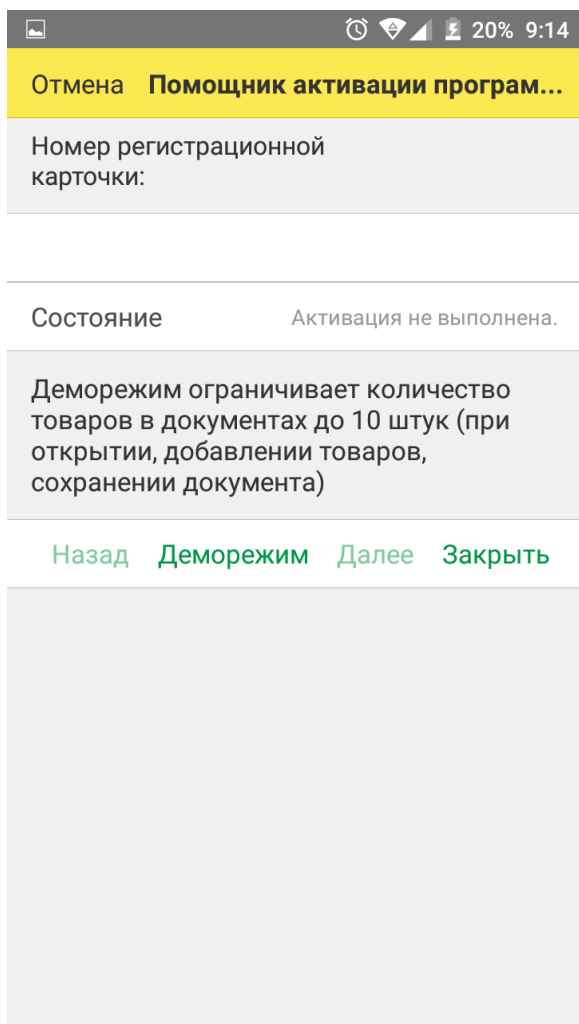 20% 9:14
Отмена Помощник активации програм...
Номер регистрационной
карточки:
Состояние Активация не выполнена.
Деморежим ограничивает количество
товаров в документах до 10 штук (при
открытии, добавлении товаров,
сохранении документа)
Назад Деморежим Далее Закрыть